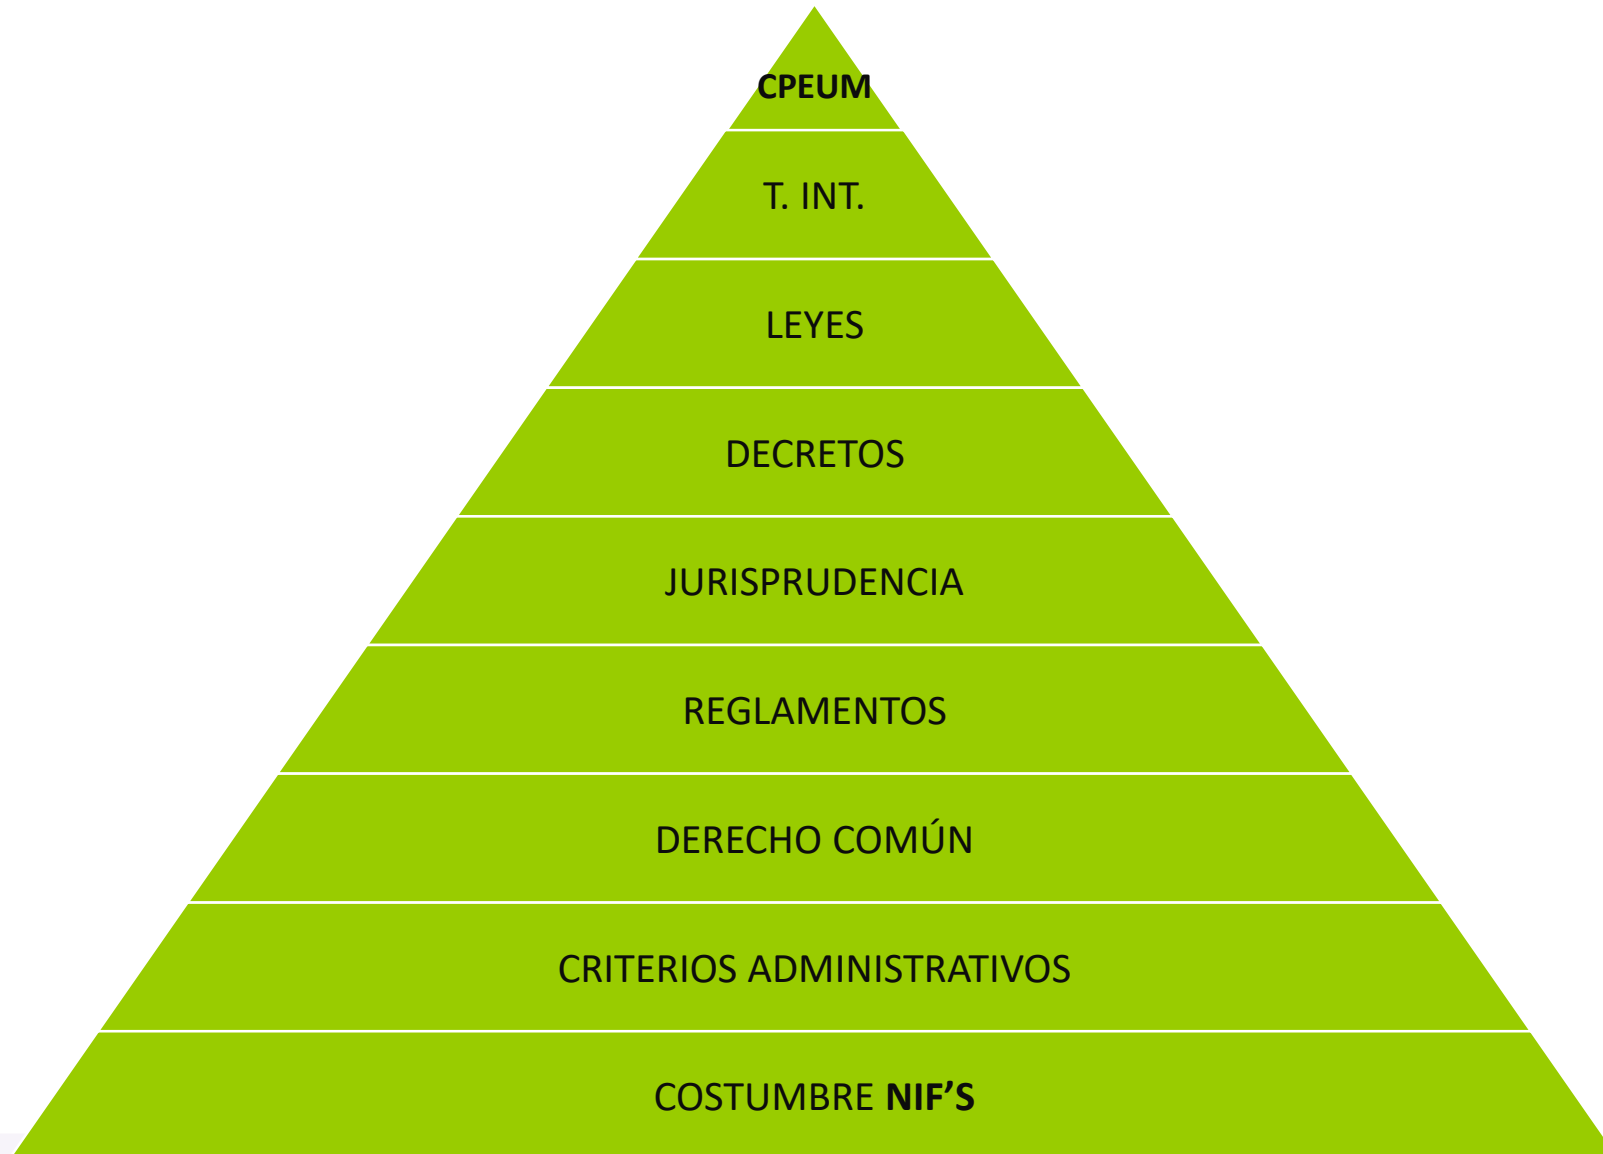 CPEUM
T. INT.
LEYES
DECRETOS
JURISPRUDENCIA
REGLAMENTOS
DERECHO COMÚN
CRITERIOS ADMINISTRATIVOS
COSTUMBRE NIF’S